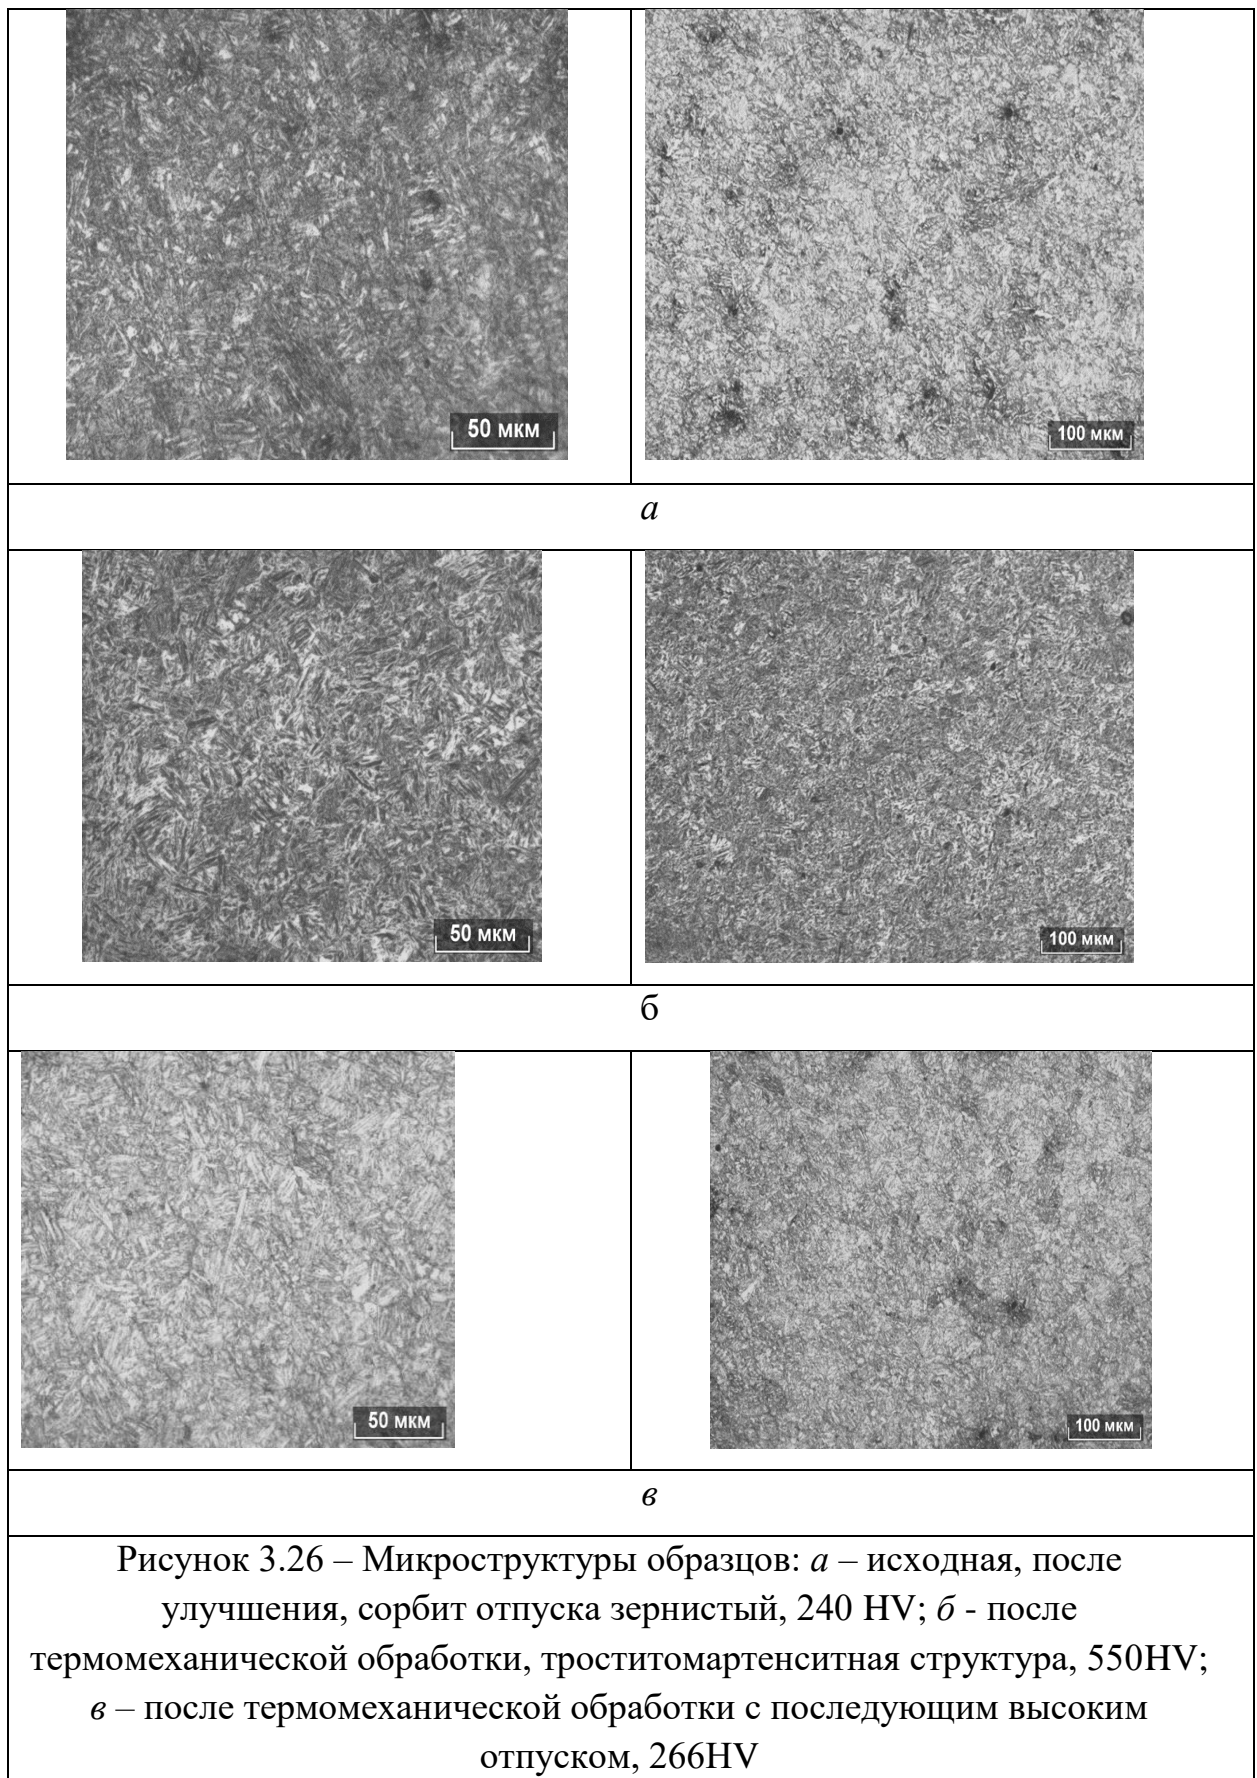 50 мкм
100 мкм
а
50 мкм
100 мкм
б
50 мкм
100 мкм
в
Рисунок 3.26 – Микроструктуры образцов: а – исходная, после
улучшения, сорбит отпуска зернистый, 240 HV; б - после
термомеханической обработки, троститомартенситная структура, 550HV;
в – после термомеханической обработки с последующим высоким
отпуском, 266HV